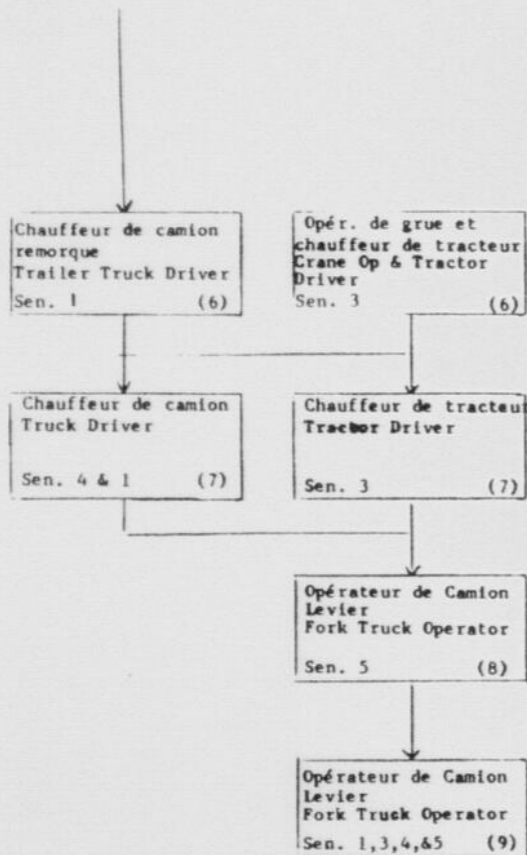 Chauffeur de camion
remorque
Trailer Truck Driver
Sen. 1 (6)
Opér. de grue et
chauffeur de tracteur
Crane Op & Tractor
Driver
Sen. 3 (6)
Chauffeur de camion
Truck Driver
Sen. 4 & 1 (7)
Chauffeur de tracteur
Tractor Driver
Sen. 3 (7)
Opérateur de Camion
Levier
Fork Truck Operator
Sen. 5 (8)
Opérateur de Camion
Levier
Fork Truck Operator
Sen. 1,3,4,&5 (9)